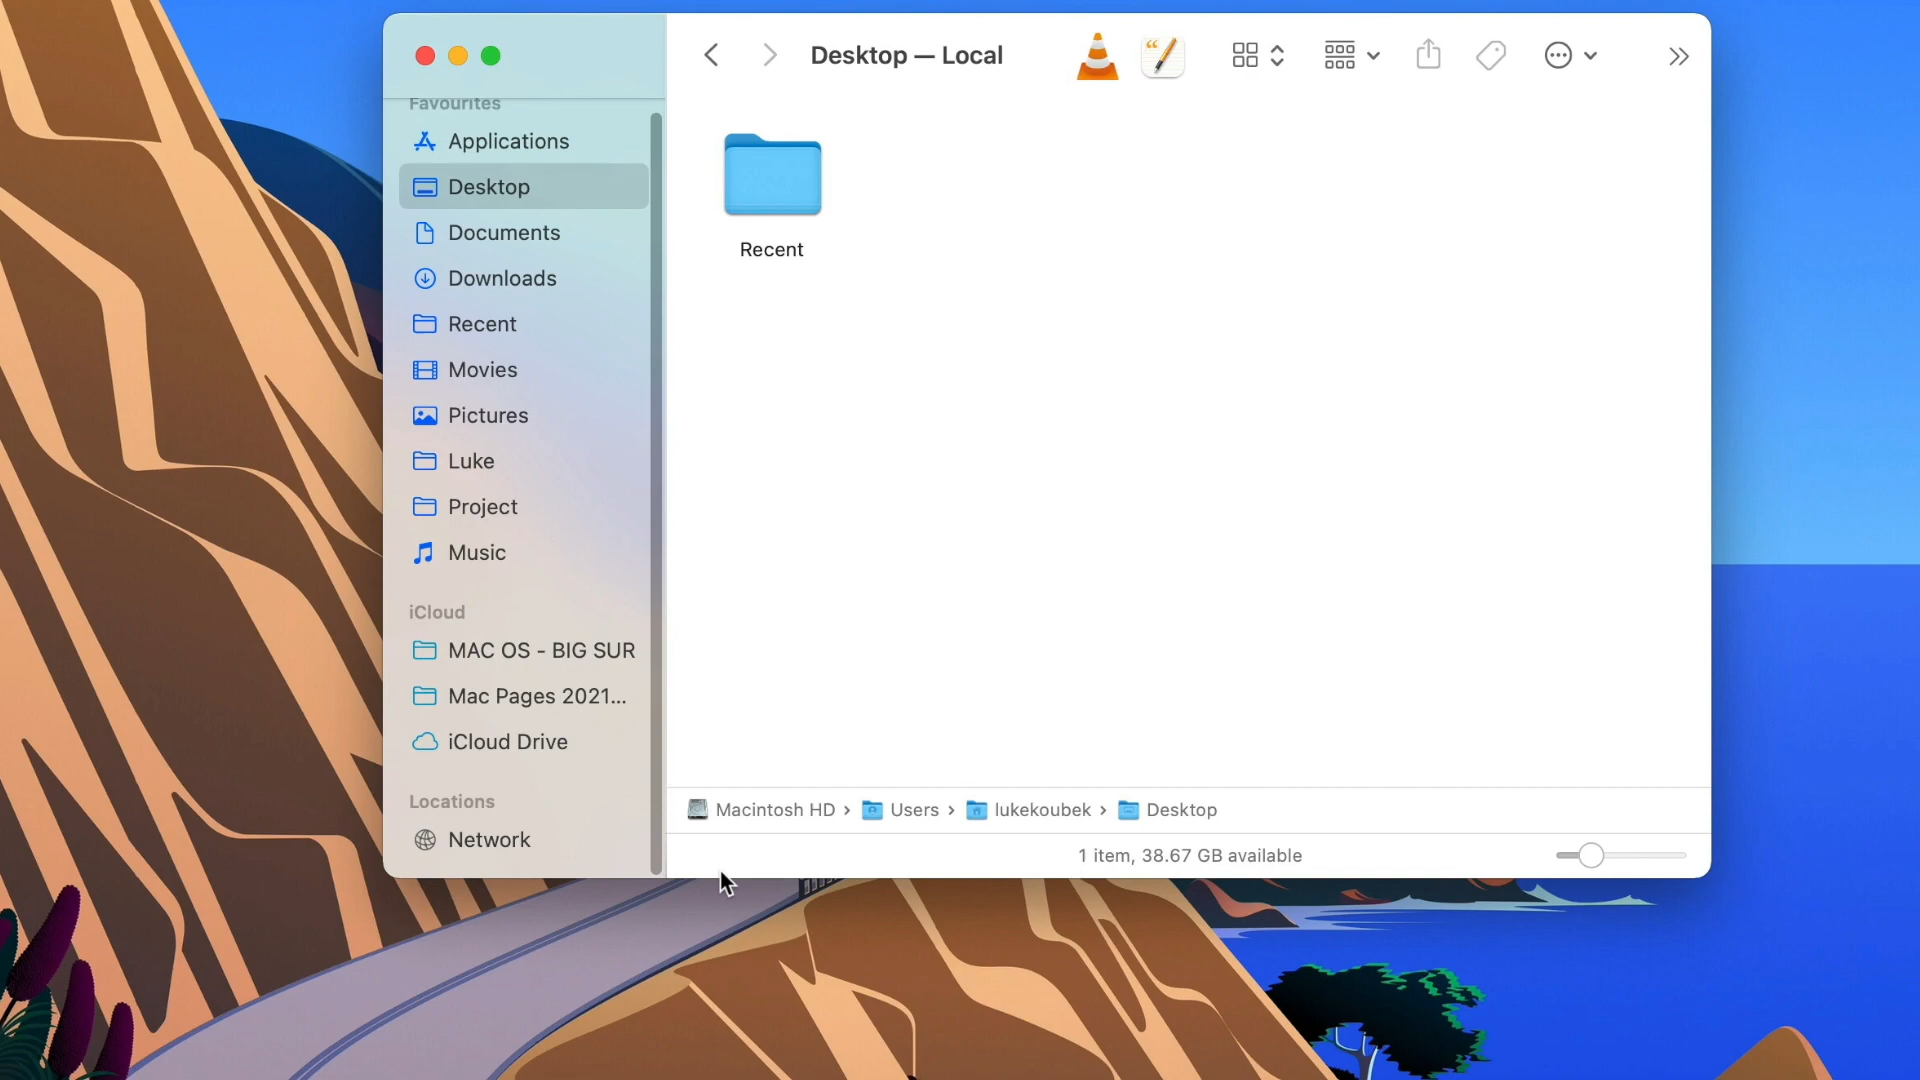 Desktop — Local
Favourites
Applications
Desktop
Documents
Downloads
Recent
Movies
Pictures
Luke
Project
Music
iCloud
MAC OS - BIG SUR
Mac Pages 2021...
iCloud Drive
Locations
Network
Recent
Macintosh HD › Users › lukekoubek › Desktop
1 item, 38.67 GB available